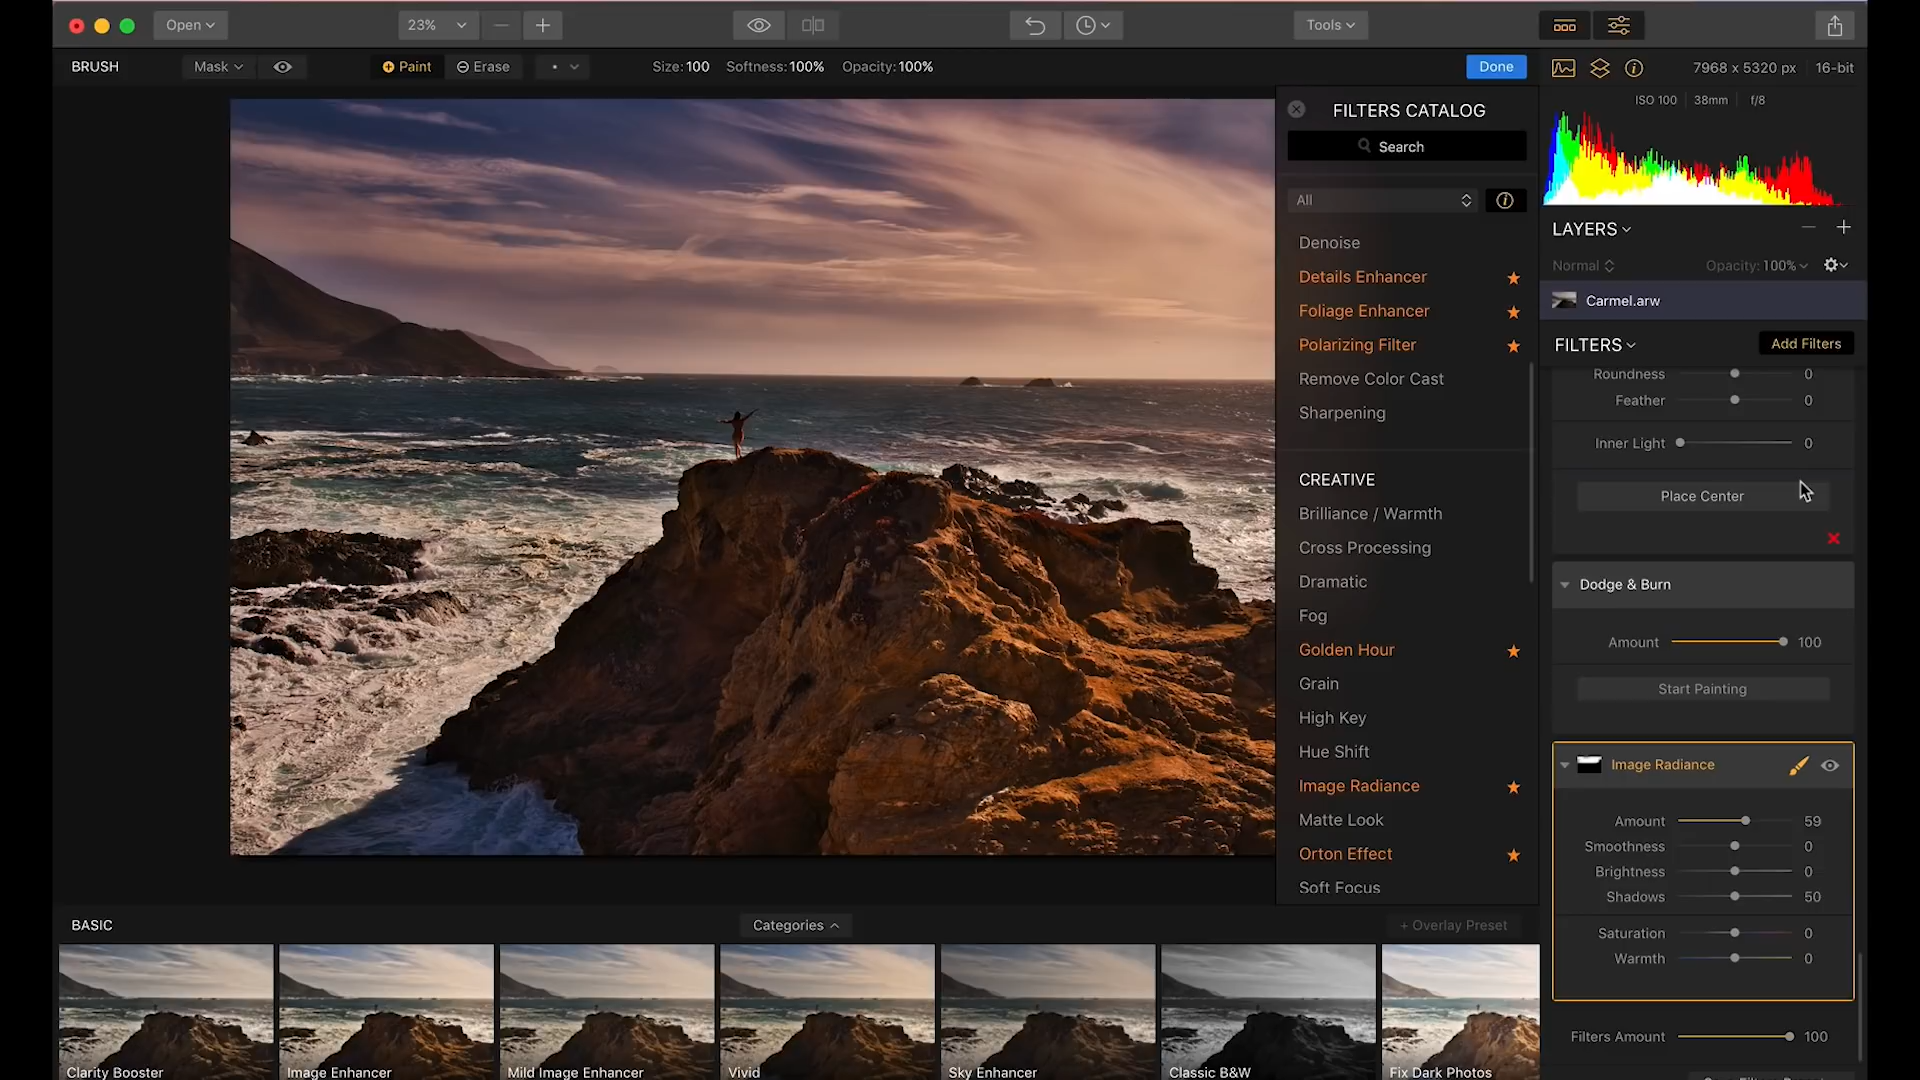 Open
23%
Tools
BRUSH
Mask
Paint
Erase
Size: 100
Softness: 100%
Opacity: 100%
Done
7968 x 5320 px
16-bit
ISO 100
38mm
f/8
FILTERS CATALOG
Search
All
Denoise
Details Enhancer
Foliage Enhancer
Polarizing Filter
Remove Color Cast
Sharpening
CREATIVE
Brilliance / Warmth
Cross Processing
Dramatic
Fog
Golden Hour
Grain
High Key
Hue Shift
Image Radiance
Matte Look
Orton Effect
Soft Focus
LAYERS
Normal
Opacity: 100%
Carmel.arw
FILTERS
Add Filters
Roundness 0
Feather 0
Inner Light 0
Place Center
Dodge & Burn
Amount 100
Start Painting
Image Radiance
Amount 59
Smoothness 0
Brightness 0
Shadows 50
Saturation 0
Warmth 0
Filters Amount 100
BASIC
Categories
+ Overlay Preset
Clarity Booster
Image Enhancer
Mild Image Enhancer
Vivid
Sky Enhancer
Classic B&W
Fix Dark Photos